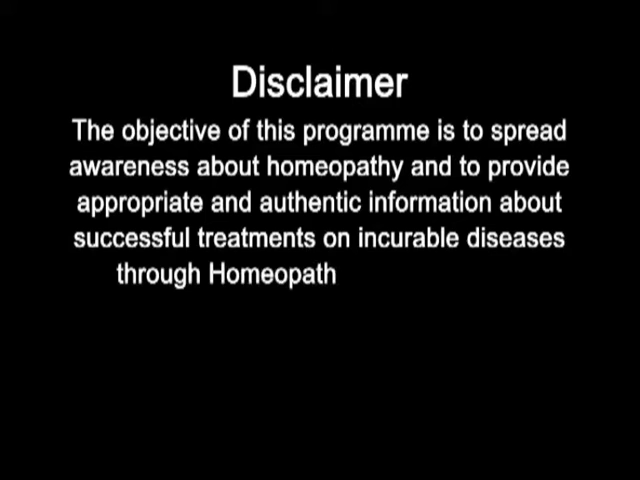 Disclaimer
The objective of this programme is to spread
awareness about homeopathy and to provide
appropriate and authentic information about
successful treatments on incurable diseases
through Homeopath